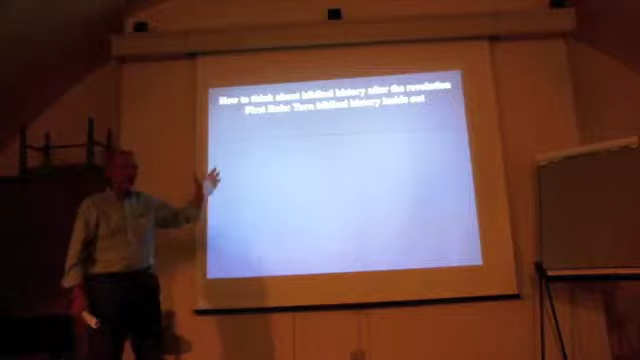 How to think about biblical history after the revolution
First Rule: Turn biblical history inside out